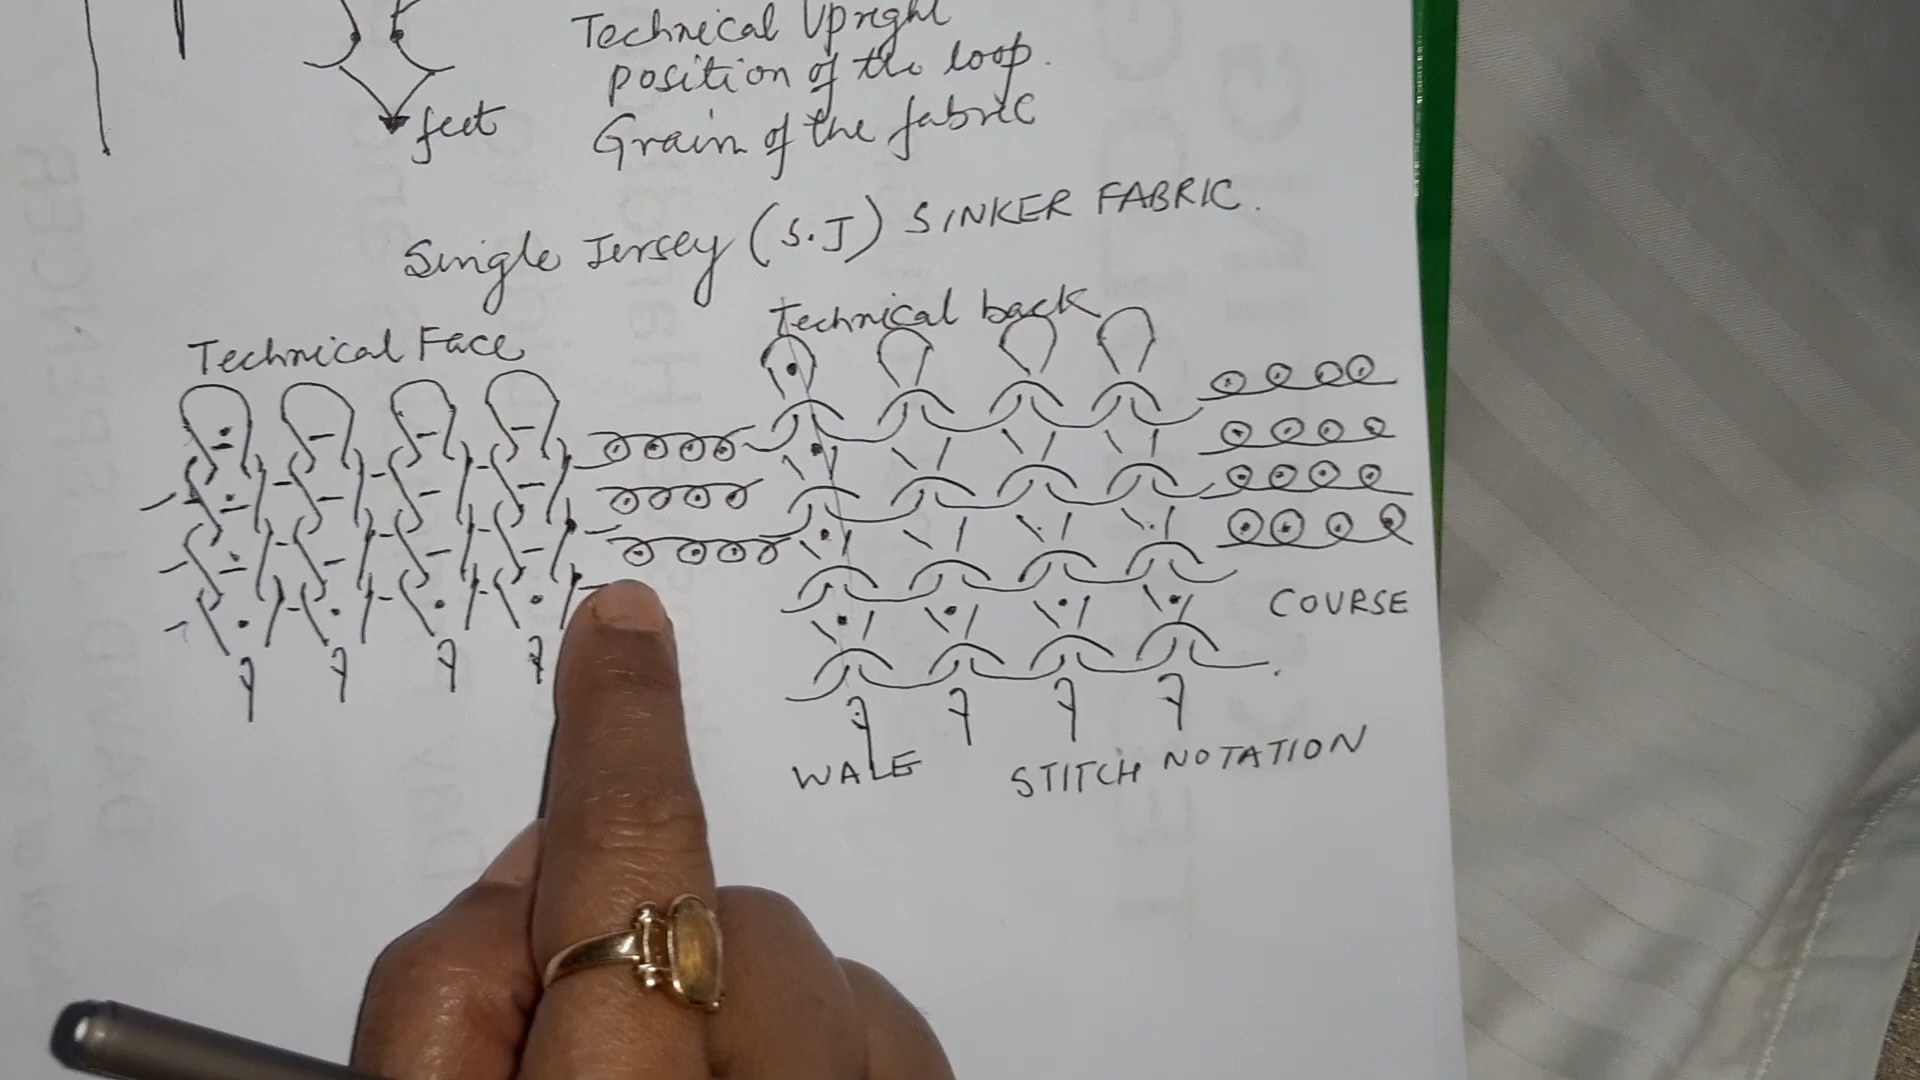 Technical Upright
position of the loop.
feet
Grain of the fabric
Single Jersey (S.J) SINKER FABRIC.
Technical back
Technical Face
COURSE
WALE
STITCH NOTATION